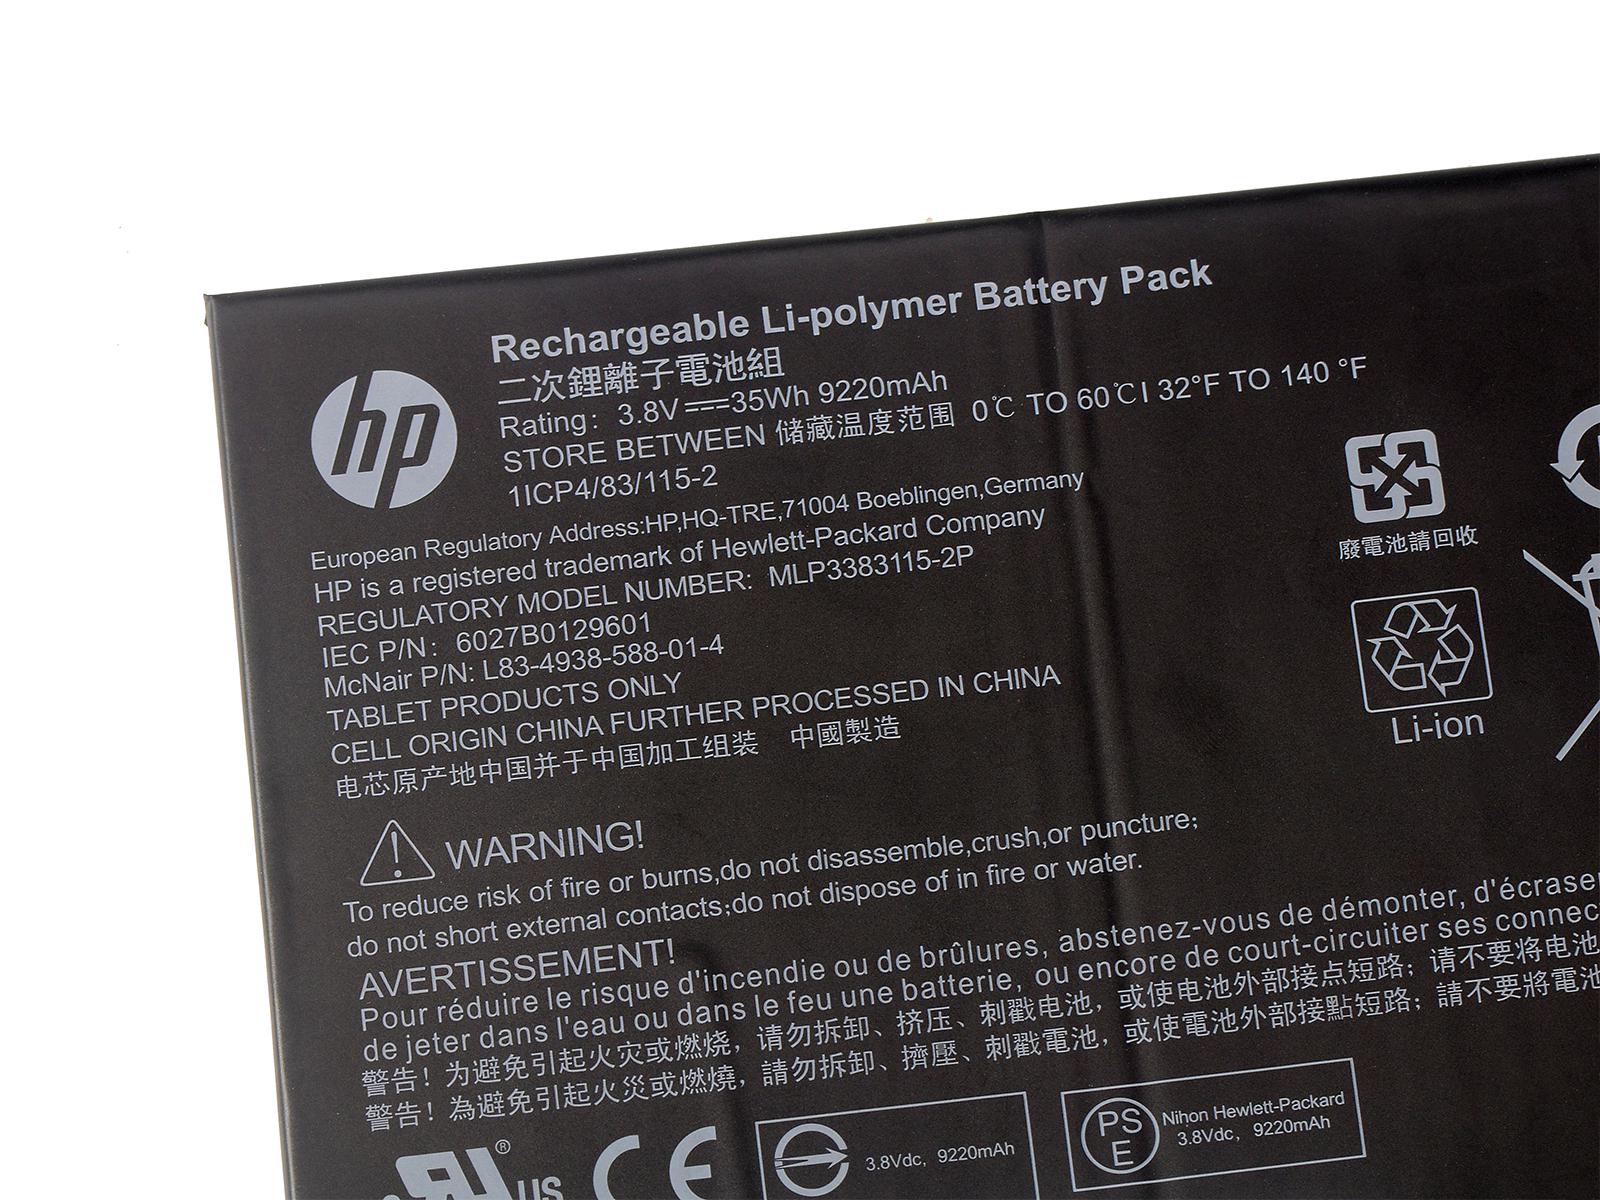 hp
Rechargeable Li-polymer Battery Pack
二次鋰離子電池組
Rating: 3.8V⎓35Wh 9220mAh
STORE BETWEEN 储藏温度范围 0℃ TO 60℃ I 32°F TO 140 °F
1ICP4/83/115-2
European Regulatory Address:HP,HQ-TRE,71004 Boeblingen,Germany
HP is a registered trademark of Hewlett-Packard Company
REGULATORY MODEL NUMBER: MLP3383115-2P
IEC P/N: 6027B0129601
McNair P/N: L83-4938-588-01-4
TABLET PRODUCTS ONLY
CELL ORIGIN CHINA FURTHER PROCESSED IN CHINA
电芯原产地中国并于中国加工组装 中國製造
廢電池請回收
Li-ion
WARNING!
To reduce risk of fire or burns,do not disassemble,crush,or puncture;
do not short external contacts;do not dispose of in fire or water.
AVERTISSEMENT!
Pour réduire le risque d'incendie ou de brûlures, abstenez-vous de démonter, d'écraser
de jeter dans l'eau ou dans le feu une batterie, ou encore de court-circuiter ses connec
警告！为避免引起火灾或燃烧，请勿拆卸、挤压、刺戳电池，或使电池外部接点短路；请不要将电池
警告！為避免引起火災或燃燒，請勿拆卸、擠壓、刺戳電池，或使電池外部接點短路；請不要將電池
® US
CE
3.8Vdc, 9220mAh
PS
E
Nihon Hewlett-Packard
3.8Vdc, 9220mAh